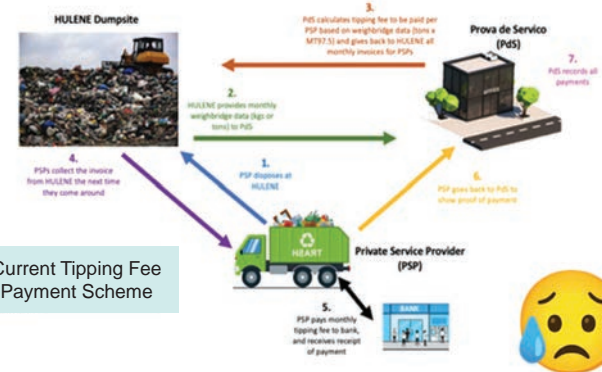 HULENE Dumpsite
3.
PdS calculates tipping fee to be paid per
PSP based on weighbridge data (tons x
MT97.5) and gives back to HULENE all
monthly invoices for PSPs
Prova de Servico
(PdS)
7.
PdS records all
payments
2.
HULENE provides monthly
weighbridge data (kgs or
tons) to PdS
4.
PSPs collect the invoice
from HULENE the next time
they come around
1.
PSP disposes at
HULENE
6.
PSP goes back to PdS to
show proof of payment
HEART
Private Service Provider
(PSP)
Current Tipping Fee
Payment Scheme
5.
PSP pays monthly
tipping fee to bank,
and receives receipt
of payment
BANK